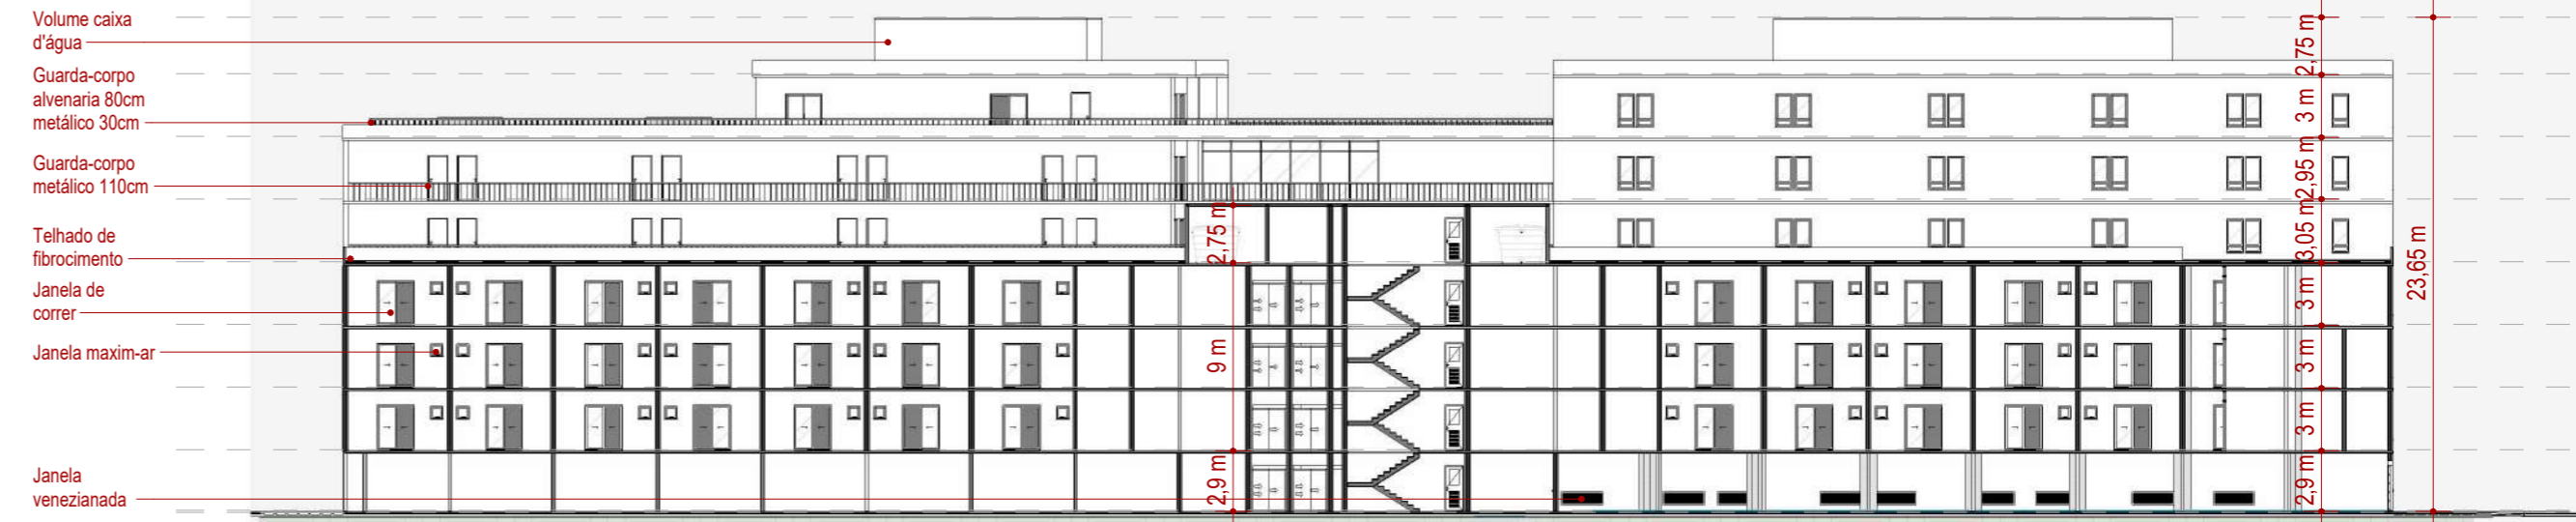 Volume caixa
d'água
Guarda-corpo
alvenaria 80cm
metálico 30cm
Guarda-corpo
metálico 110cm
Telhado de
fibrocimento
Janela de
correr
Janela maxim-ar
Janela
venezianada
2,75 m
9 m
2,9 m
2,75 m
3 m
2,95 m
3,05 m
3 m
3 m
3 m
2,9 m
23,65 m